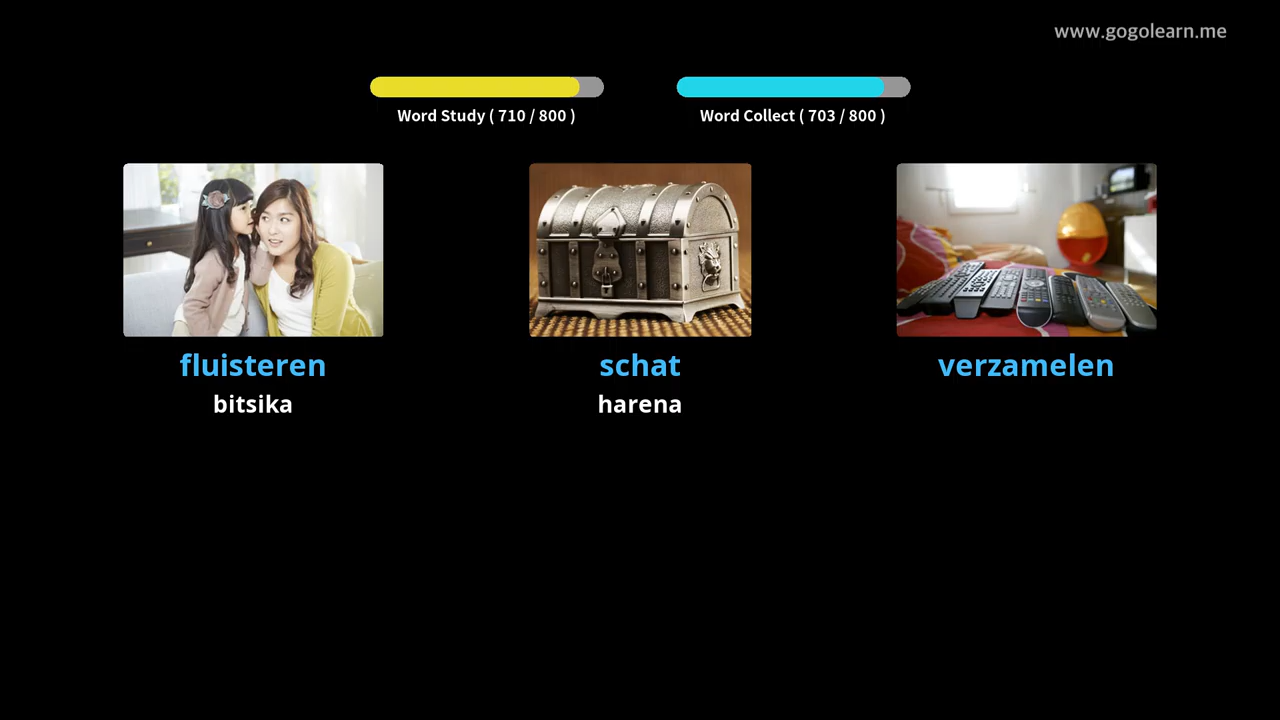 www.gogolearn.me
Word Study ( 710 / 800 )
Word Collect ( 703 / 800 )
fluisteren
bitsika
schat
harena
verzamelen